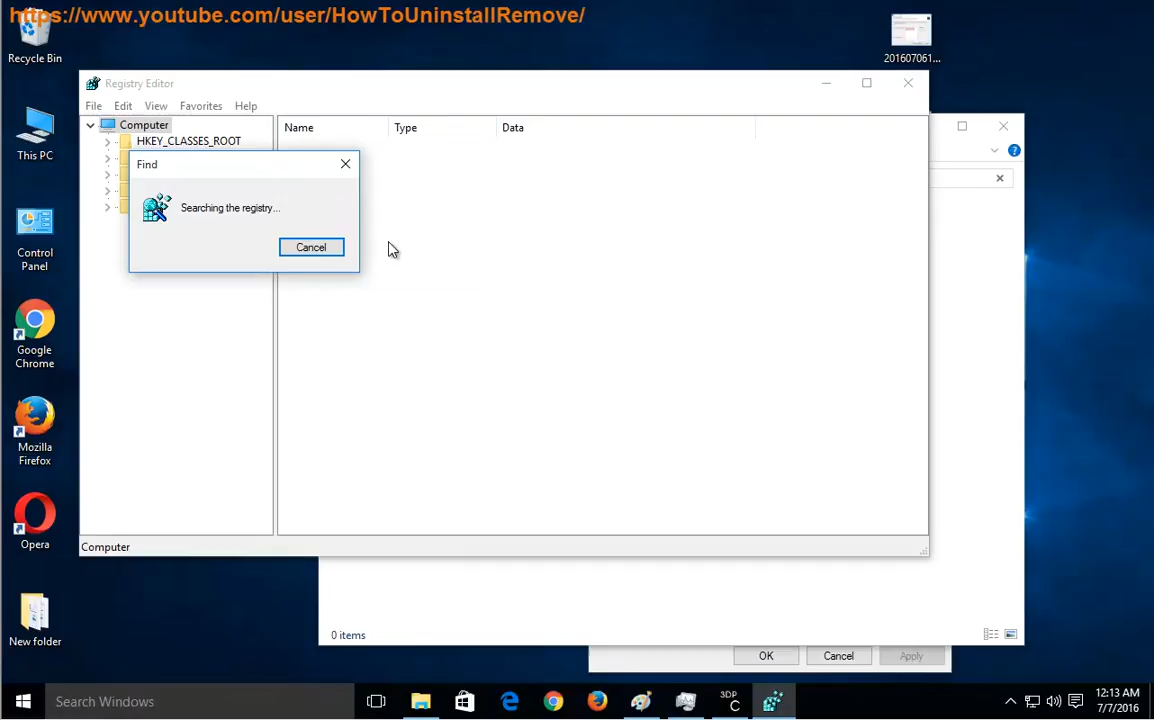 https://www.youtube.com/user/HowToUninstallRemove/
Recycle Bin
201607061...
Registry Editor
File Edit View Favorites Help
Computer
HKEY_CLASSES_ROOT
Name Type Data
Find
Searching the registry...
Cancel
This PC
Control
Panel
Google
Chrome
Mozilla
Firefox
Opera
New folder
Computer
0 items
OK Cancel Apply
Search Windows
3DP
C
12:13 AM
7/7/2016